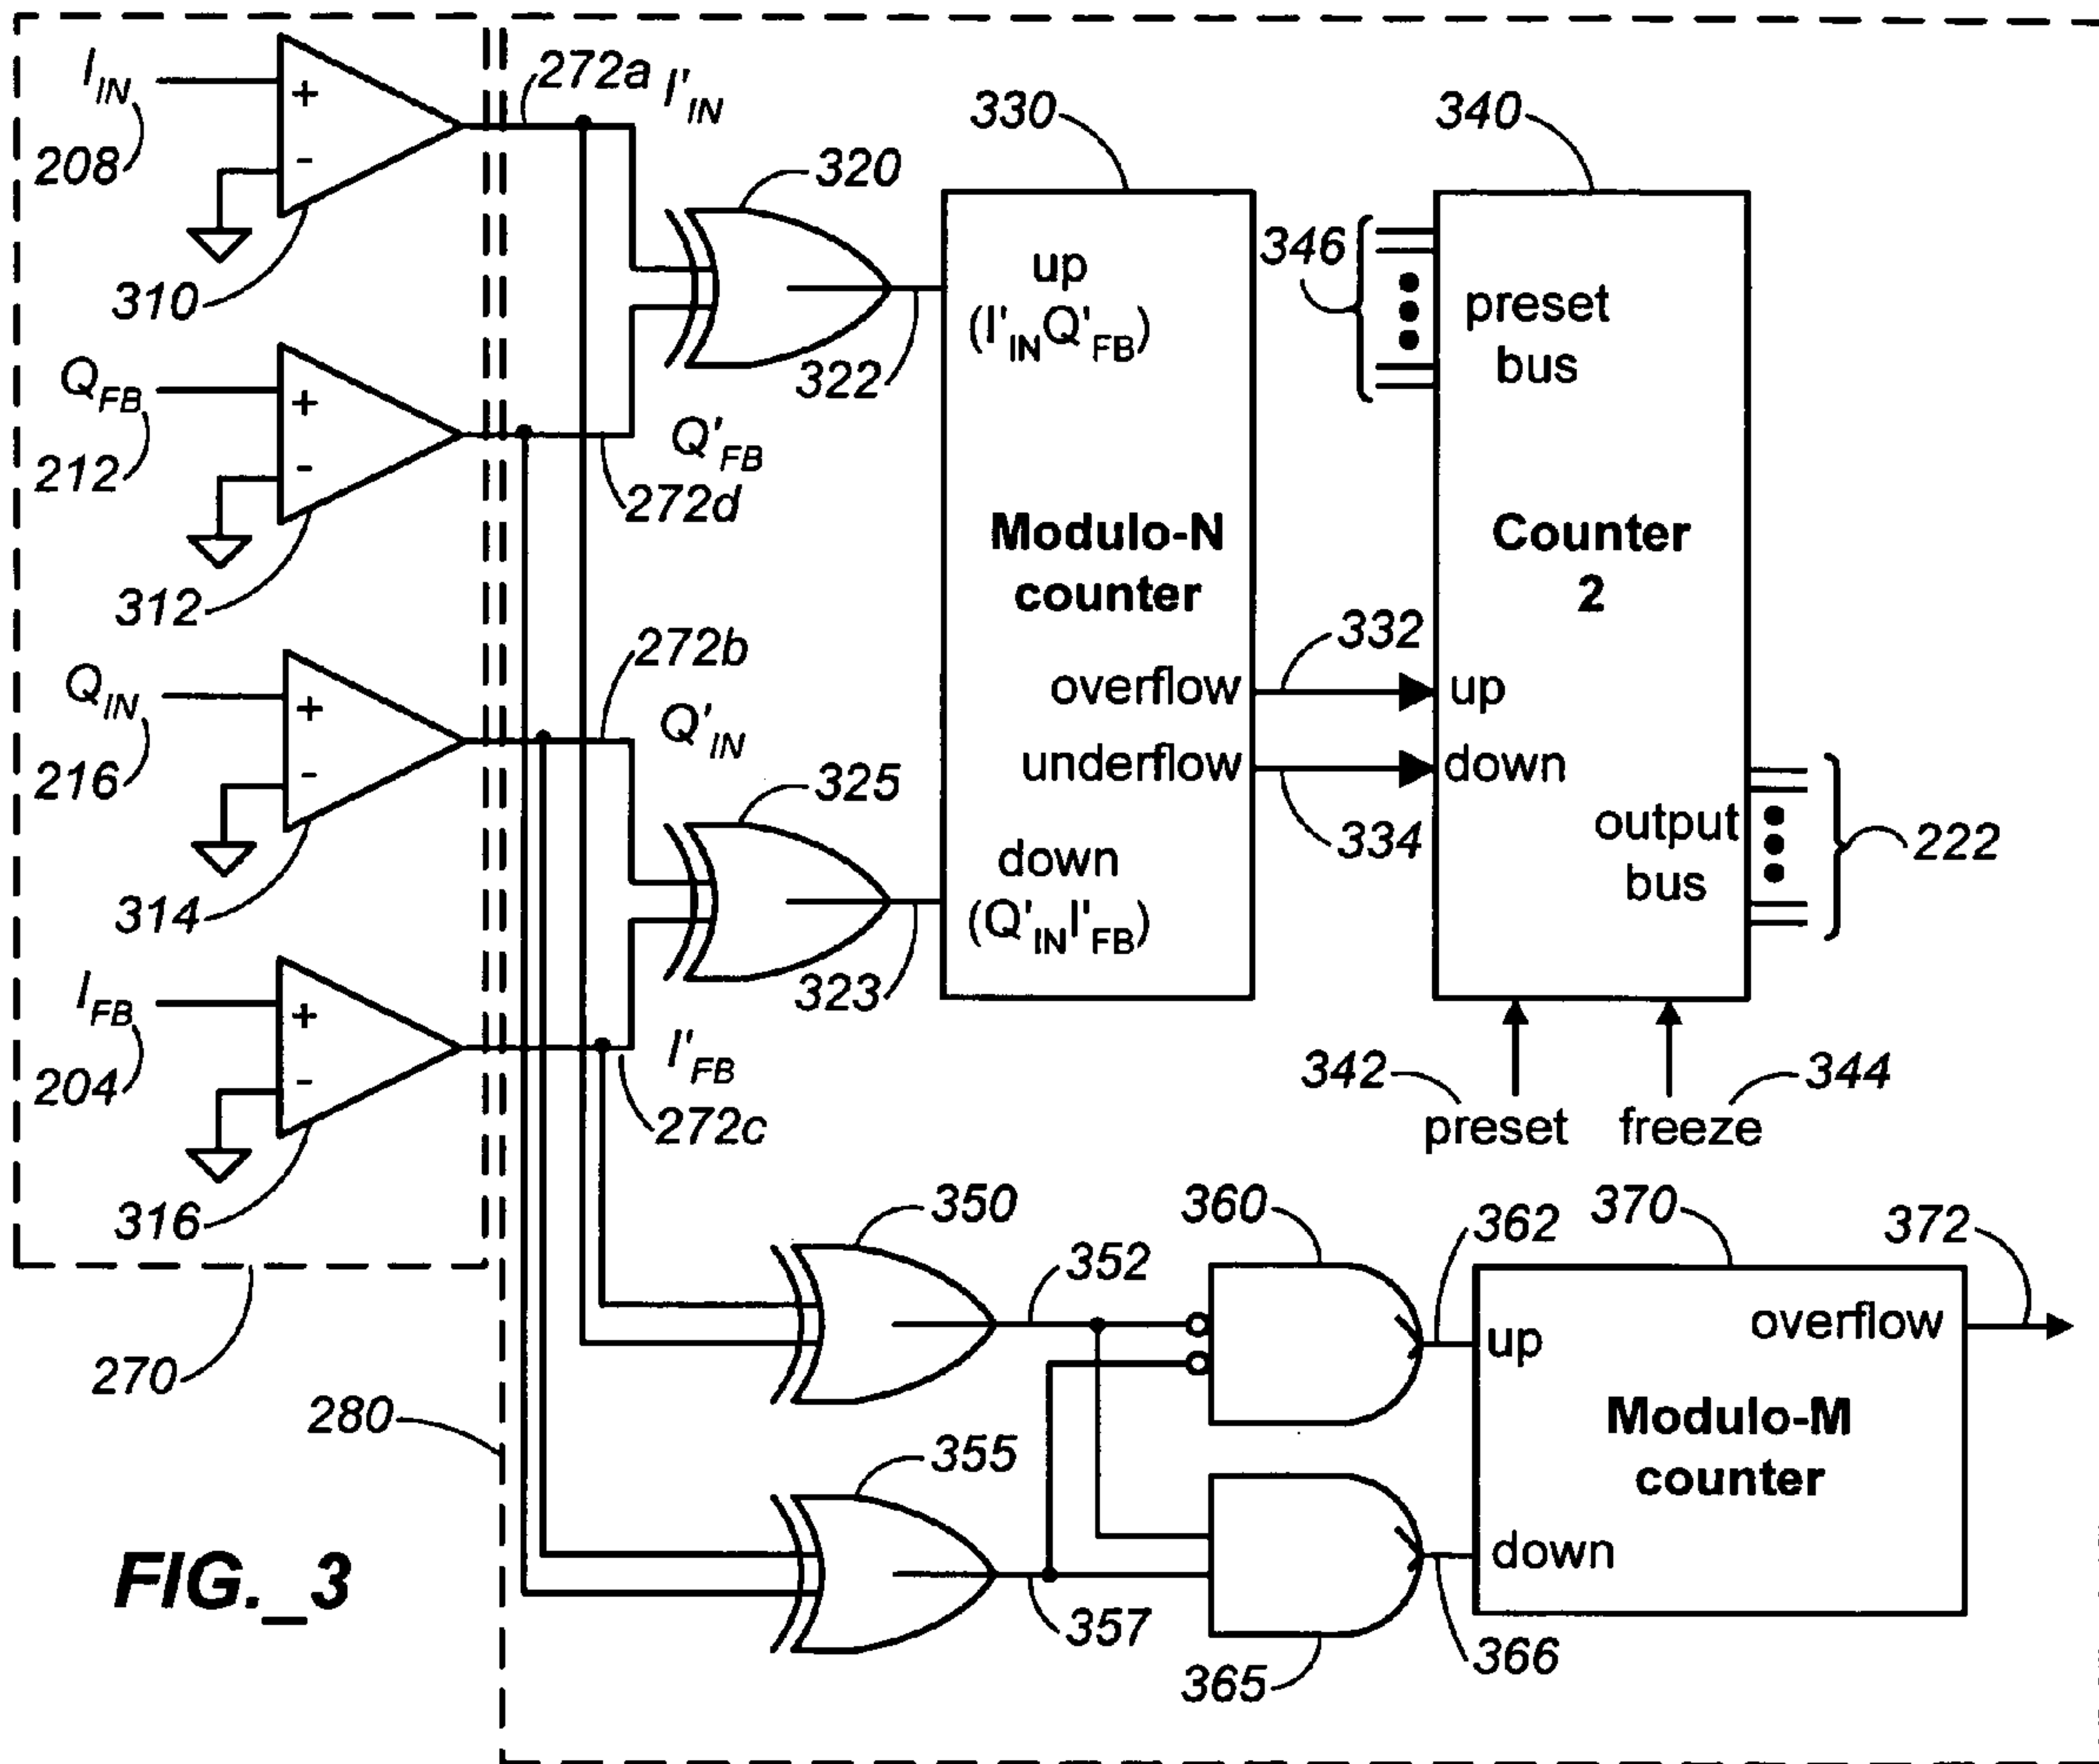 I_IN
208
+
-
310
Q_FB
212
+
-
312
Q_IN
216
+
-
314
I_FB
204
+
-
316
270
280
272a I'_IN
320
322
Q'_FB
272d
272b
Q'_IN
325
323
I'_FB
272c
330
up
(I'_IN Q'_FB)
Modulo-N
counter
overflow
underflow
down
(Q'_IN I'_FB)
332
334
340
346
preset
bus
Counter
2
up
down
output
bus
222
342
preset
344
freeze
350
352
355
357
360
362
365
366
370
372
up
overflow
Modulo-M
counter
down
FIG._3